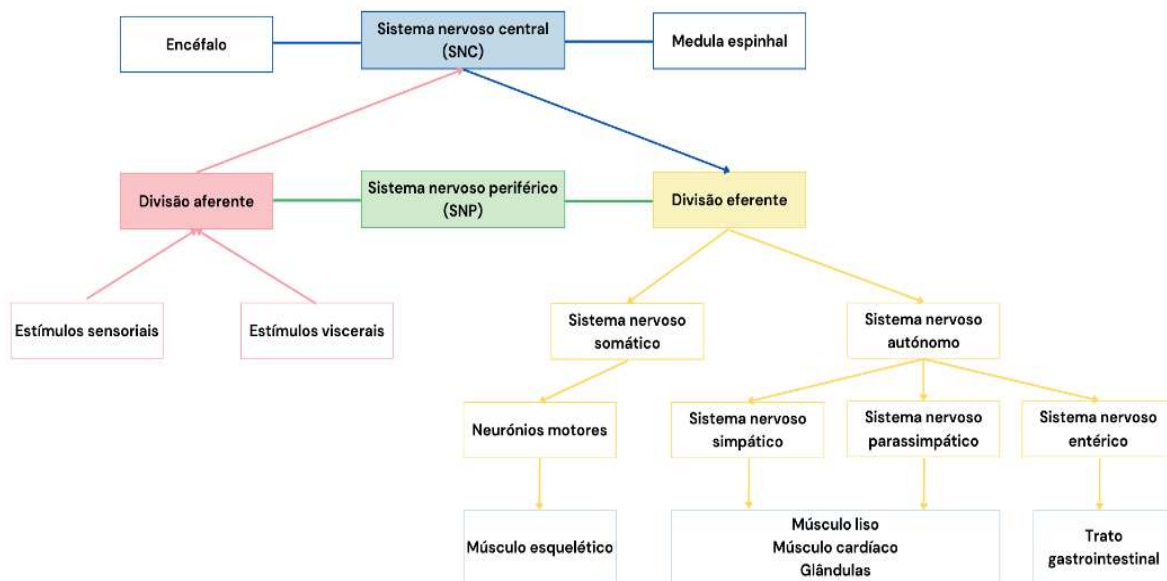 Encéfalo
Sistema nervoso central
(SNC)
Medula espinhal
Divisão aferente
Sistema nervoso periférico
(SNP)
Divisão eferente
Estímulos sensoriais
Estímulos viscerais
Sistema nervoso
somático
Sistema nervoso
autónomo
Neurónios motores
Sistema nervoso
simpático
Sistema nervoso
parassimpático
Sistema nervoso
entérico
Músculo esquelético
Músculo liso
Músculo cardíaco
Glândulas
Trato
gastrointestinal